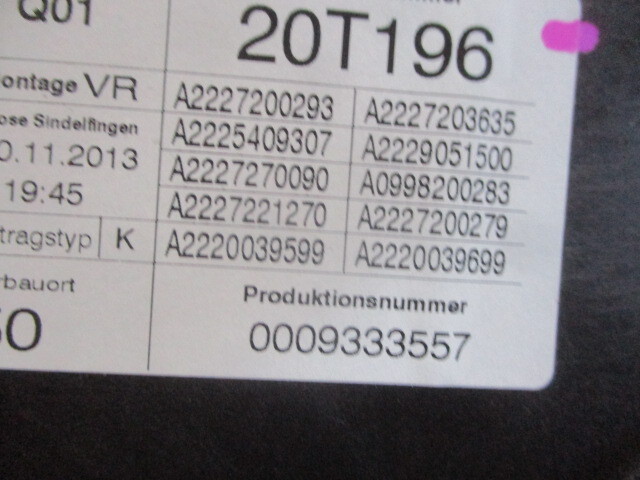 Q01
20T196
ontage VR
A2227200293 A2227203635
ose Sindelfingen
A2225409307 A2229051500
0.11.2013
A2227270090 A0998200283
19:45
A2227221270 A2227200279
tragstyp K
A2220039599 A2220039699
rbauort
Produktionsnummer
50
0009333557